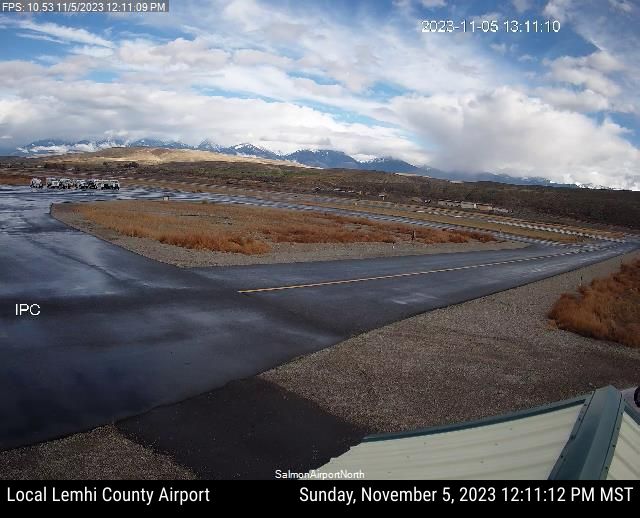 FPS: 10.53 11/5/2023 12:11:09 PM
2023-11-05 13:11:10
IPC
SalmonAirportNorth
Local Lemhi County Airport
Sunday, November 5, 2023 12:11:12 PM MST